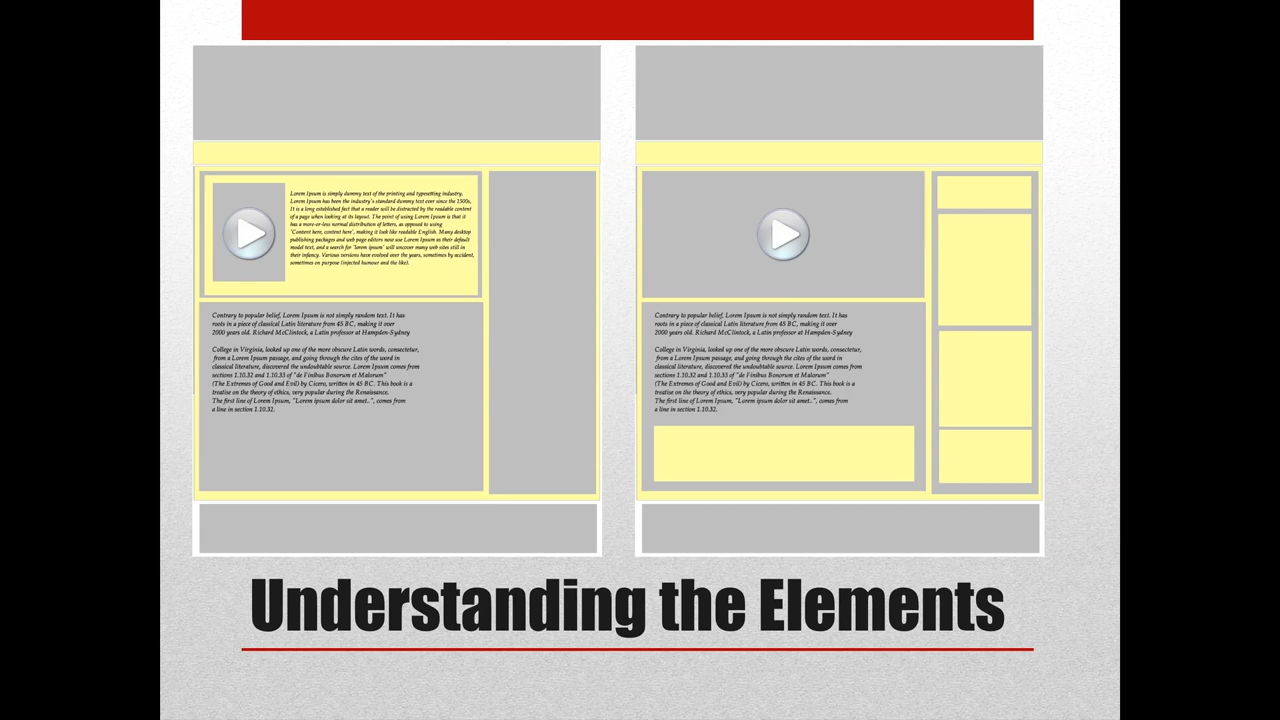 Lorem Ipsum is simply dummy text of the printing and typesetting industry.
Lorem Ipsum has been the industry's standard dummy text ever since the 1500s,
It is a long established fact that a reader will be distracted by the readable content
of a page when looking at its layout. The point of using Lorem Ipsum is that it
has a more-or-less normal distribution of letters, as opposed to using
'Content here, content here', making it look like readable English. Many desktop
publishing packages and web page editors now use Lorem Ipsum as their default
model text, and a search for 'lorem ipsum' will uncover many web sites still in
their infancy. Various versions have evolved over the years, sometimes by accident,
sometimes on purpose (injected humour and the like).
Contrary to popular belief, Lorem Ipsum is not simply random text. It has
roots in a piece of classical Latin literature from 45 BC, making it over
2000 years old. Richard McClintock, a Latin professor at Hampden-Sydney
College in Virginia, looked up one of the more obscure Latin words, consectetur,
from a Lorem Ipsum passage, and going through the cites of the word in
classical literature, discovered the undoubtable source. Lorem Ipsum comes from
sections 1.10.32 and 1.10.33 of "de Finibus Bonorum et Malorum"
(The Extremes of Good and Evil) by Cicero, written in 45 BC. This book is a
treatise on the theory of ethics, very popular during the Renaissance.
The first line of Lorem Ipsum, "Lorem ipsum dolor sit amet..", comes from
a line in section 1.10.32.
Contrary to popular belief, Lorem Ipsum is not simply random text. It has
roots in a piece of classical Latin literature from 45 BC, making it over
2000 years old. Richard McClintock, a Latin professor at Hampden-Sydney
College in Virginia, looked up one of the more obscure Latin words, consectetur,
from a Lorem Ipsum passage, and going through the cites of the word in
classical literature, discovered the undoubtable source. Lorem Ipsum comes from
sections 1.10.32 and 1.10.33 of "de Finibus Bonorum et Malorum"
(The Extremes of Good and Evil) by Cicero, written in 45 BC. This book is a
treatise on the theory of ethics, very popular during the Renaissance.
The first line of Lorem Ipsum, "Lorem ipsum dolor sit amet..", comes from
a line in section 1.10.32.
Understanding the Elements